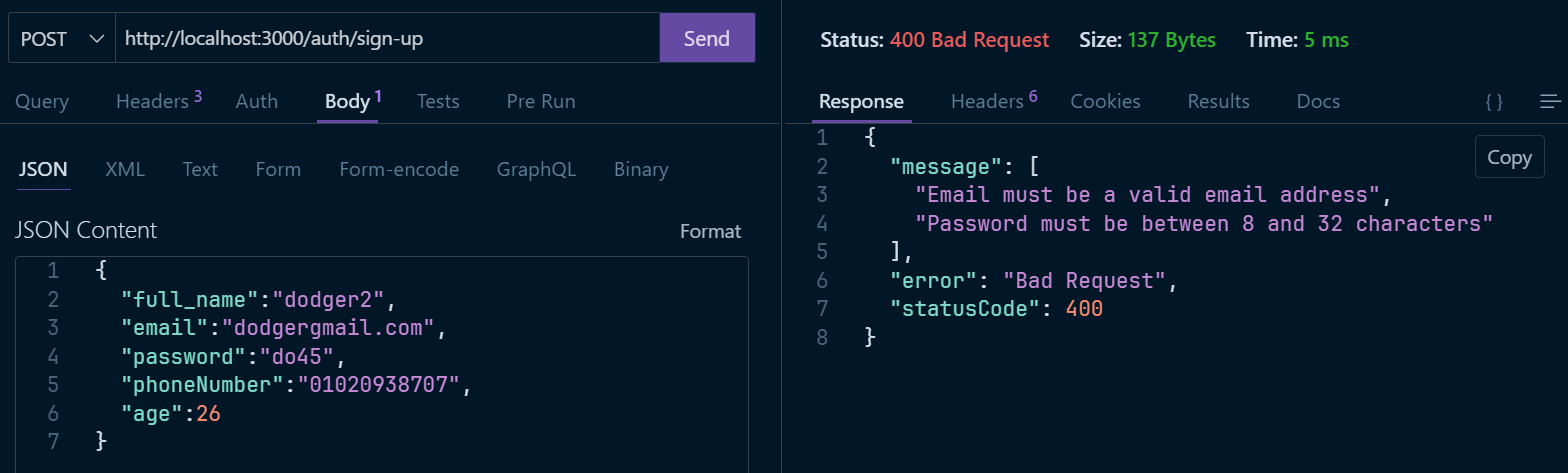 POST http://localhost:3000/auth/sign-up Send
Query Headers 3 Auth Body 1 Tests Pre Run
JSON XML Text Form Form-encode GraphQL Binary
JSON Content Format
1 {
2 "full_name":"dodger2",
3 "email":"dodgergmail.com",
4 "password":"do45",
5 "phoneNumber":"01020938707",
6 "age":26
7 }
Status: 400 Bad Request Size: 137 Bytes Time: 5 ms
Response Headers 6 Cookies Results Docs { }
Copy
1 {
2 "message": [
3 "Email must be a valid email address",
4 "Password must be between 8 and 32 characters"
5 ],
6 "error": "Bad Request",
7 "statusCode": 400
8 }